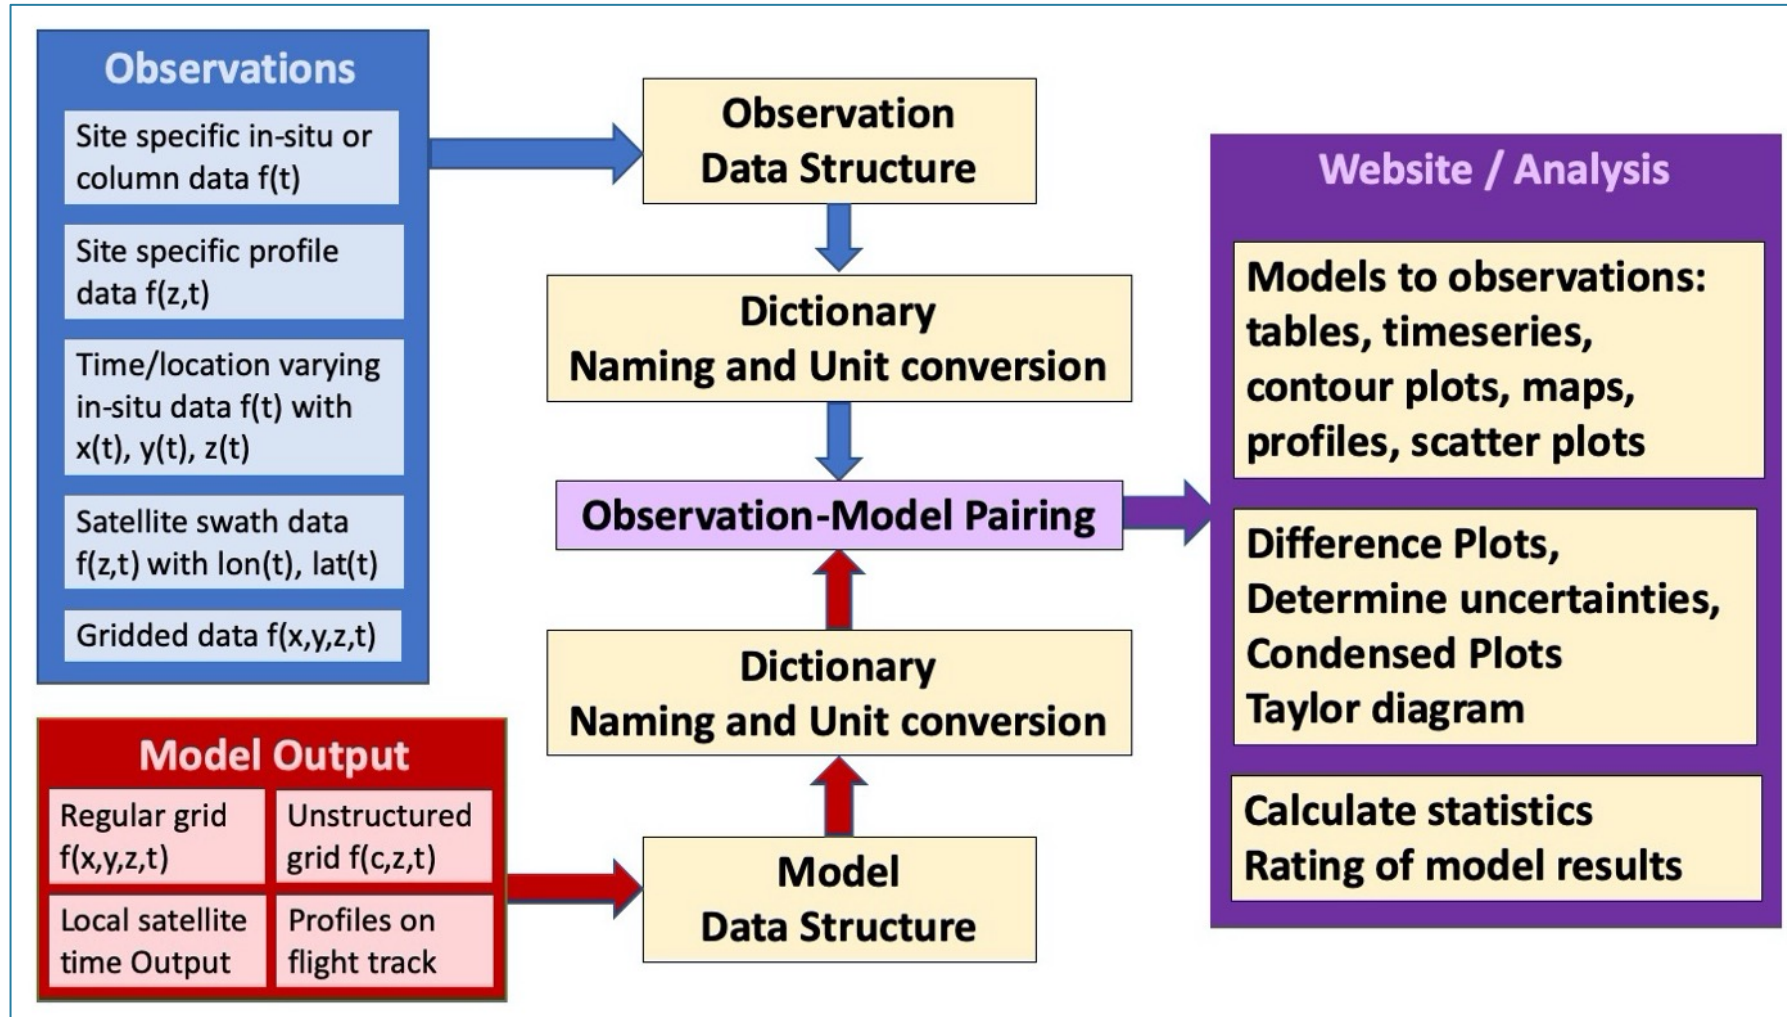 Observations
Site specific in-situ or
column data f(t)
Site specific profile
data f(z,t)
Time/location varying
in-situ data f(t) with
x(t), y(t), z(t)
Satellite swath data
f(z,t) with lon(t), lat(t)
Gridded data f(x,y,z,t)
Model Output
Regular grid
f(x,y,z,t)
Unstructured
grid f(c,z,t)
Local satellite
time Output
Profiles on
flight track
Observation
Data Structure
Dictionary
Naming and Unit conversion
Observation-Model Pairing
Dictionary
Naming and Unit conversion
Model
Data Structure
Website / Analysis
Models to observations:
tables, timeseries,
contour plots, maps,
profiles, scatter plots
Difference Plots,
Determine uncertainties,
Condensed Plots
Taylor diagram
Calculate statistics
Rating of model results